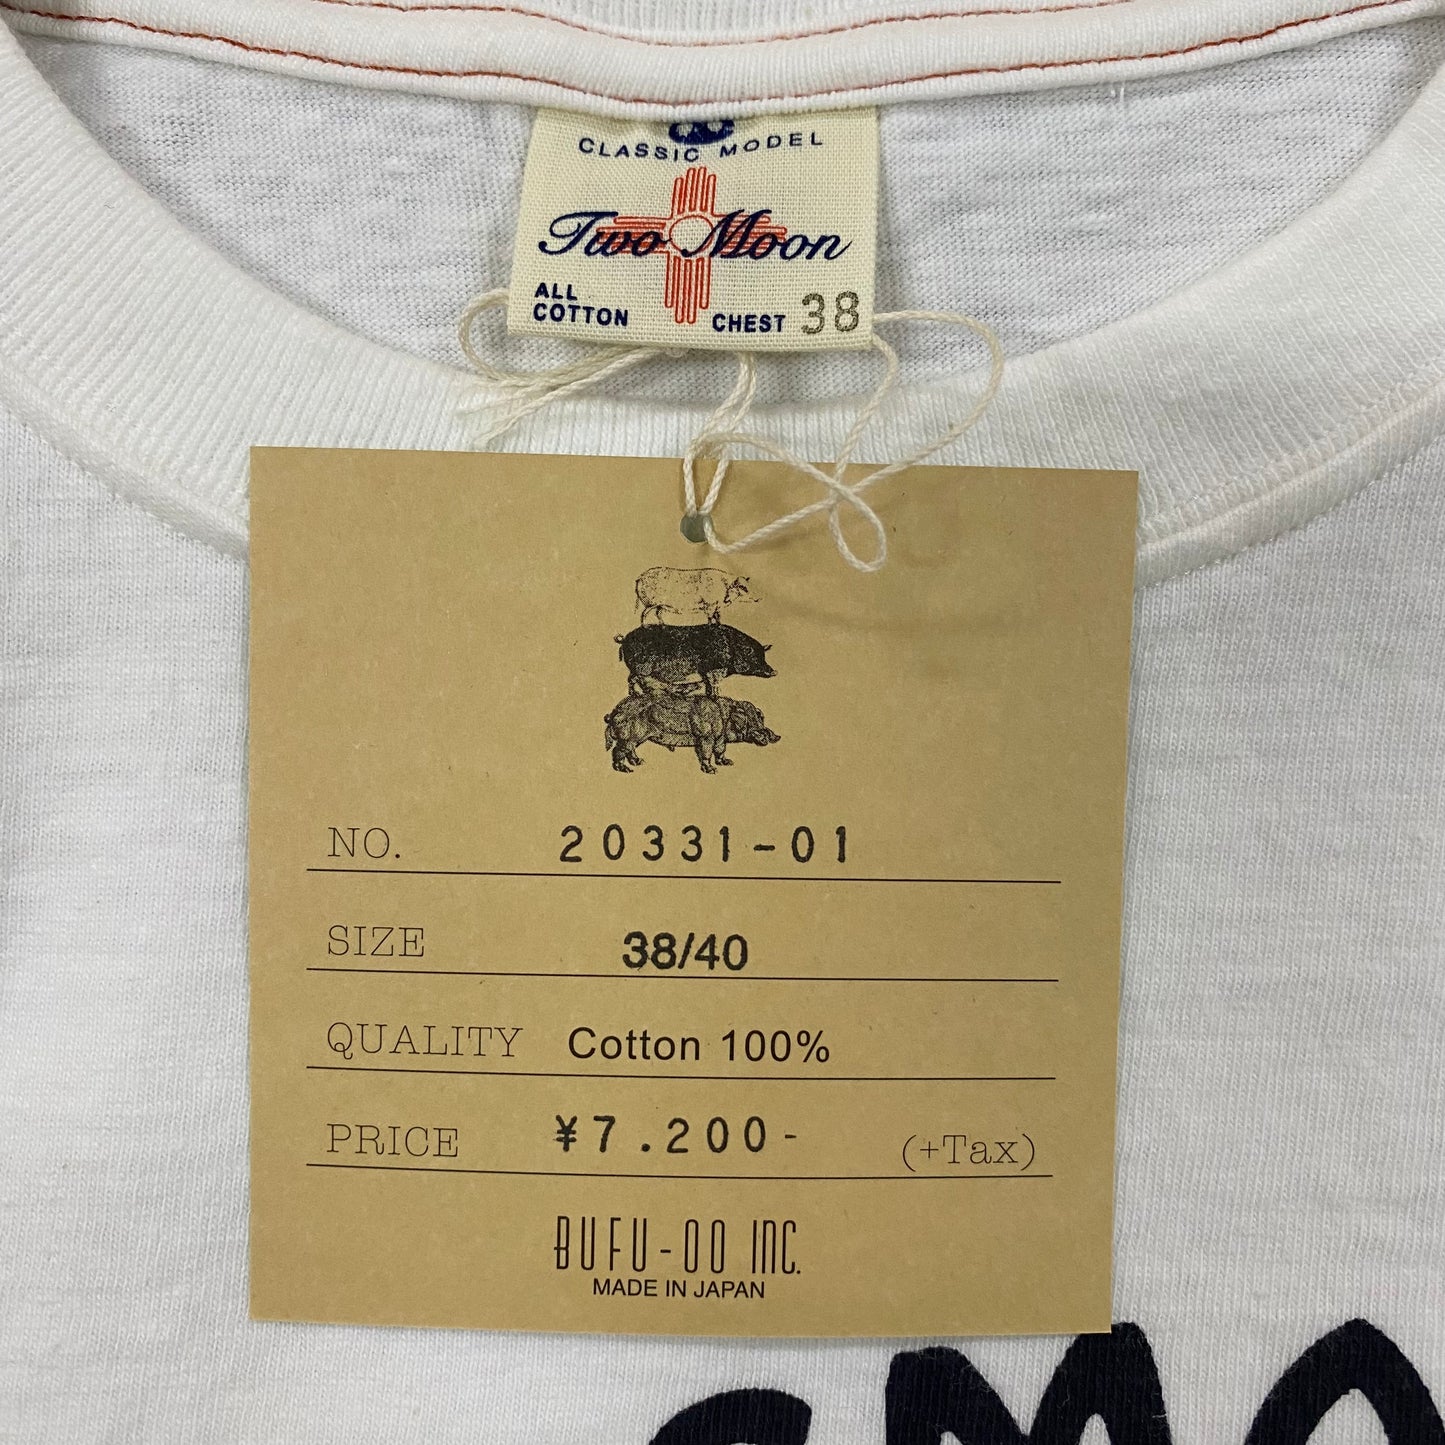 CLASSIC MODEL
Two Moon
ALL
COTTON
CHEST 38
NO. 20331-01
SIZE 38/40
QUALITY Cotton 100%
PRICE ¥7.200- (+Tax)
BUFU-OO INC.
MADE IN JAPAN